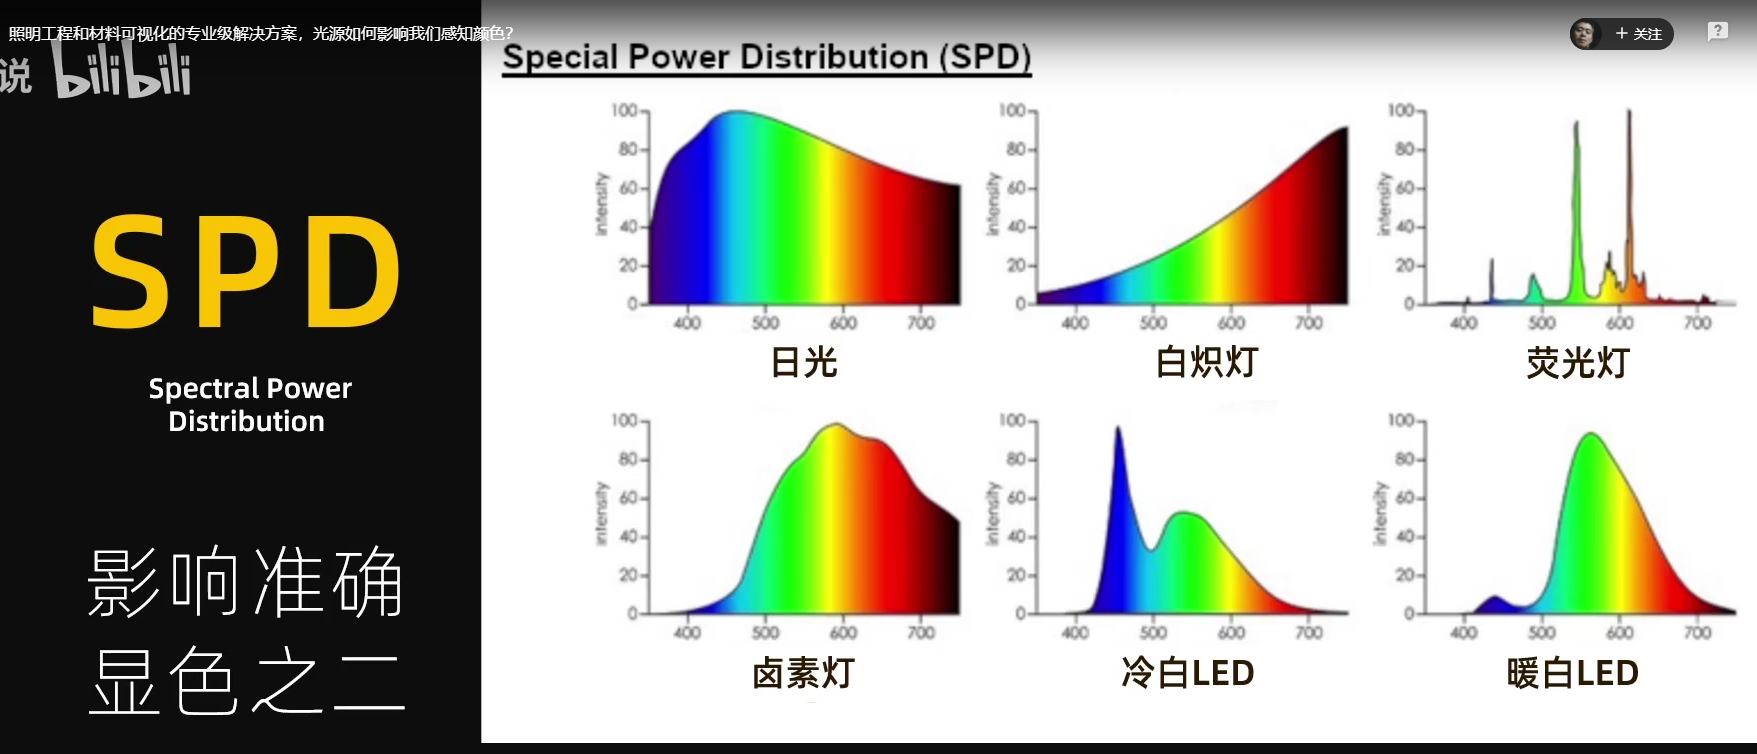 照明工程和材料可视化的专业级解决方案，光源如何影响我们感知颜色？
+ 关注
说 bilibili
Special Power Distribution (SPD)
SPD
Spectral Power
Distribution
影响准确
显色之二
intensity
100
80
60
40
20
0
400 500 600 700
日光
intensity
100
80
60
40
20
0
400 500 600 700
白炽灯
intensity
100
80
60
40
20
0
400 500 600 700
荧光灯
intensity
100
80
60
40
20
0
400 500 600 700
卤素灯
intensity
100
80
60
40
20
0
400 500 600 700
冷白LED
intensity
100
80
60
40
20
0
400 500 600 700
暖白LED